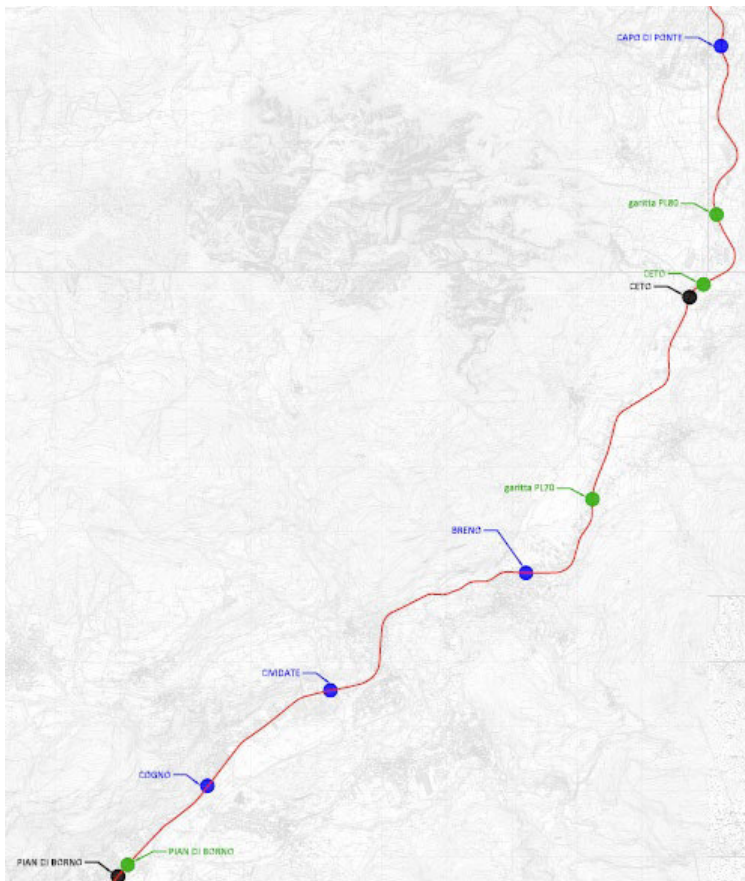 CAPO DI PONTE
garitta PL80
CETO
CETO
garitta PL70
BRENO
CIVIDATE
COGNO
PIAN DI BORNO
PIAN DI BORNO